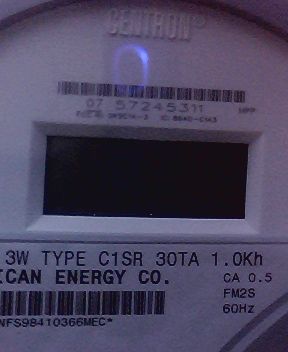 CENTRON®
07 57245311
3W TYPE C1SR 30TA 1.0Kh
ICAN ENERGY CO. CA 0.5
FM2S
NFS98410366MEC* 60Hz